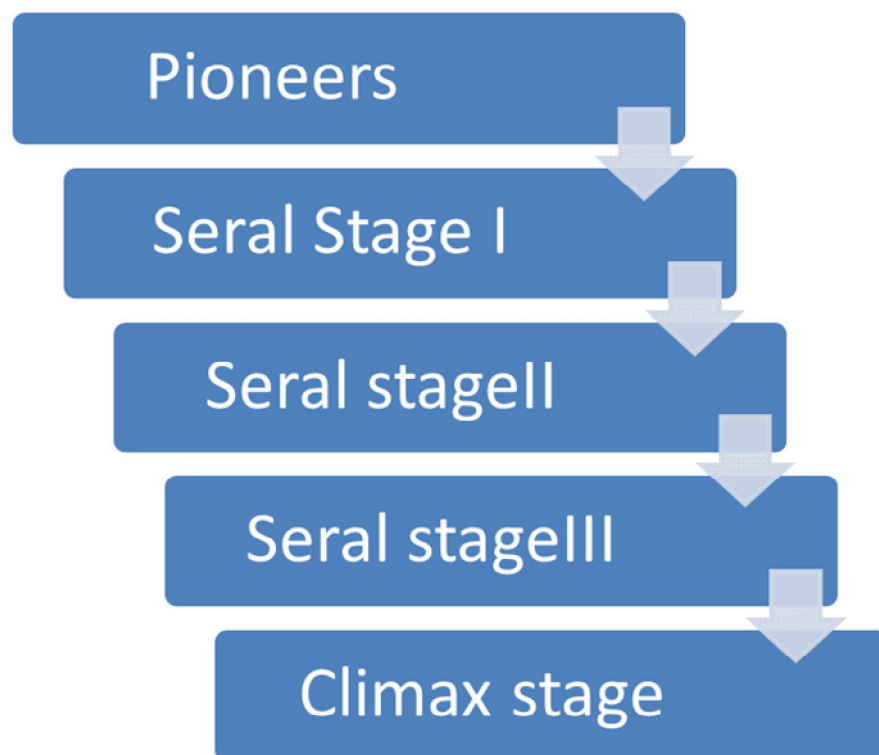 Pioneers
Seral Stage I
Seral stageII
Seral stageIII
Climax stage